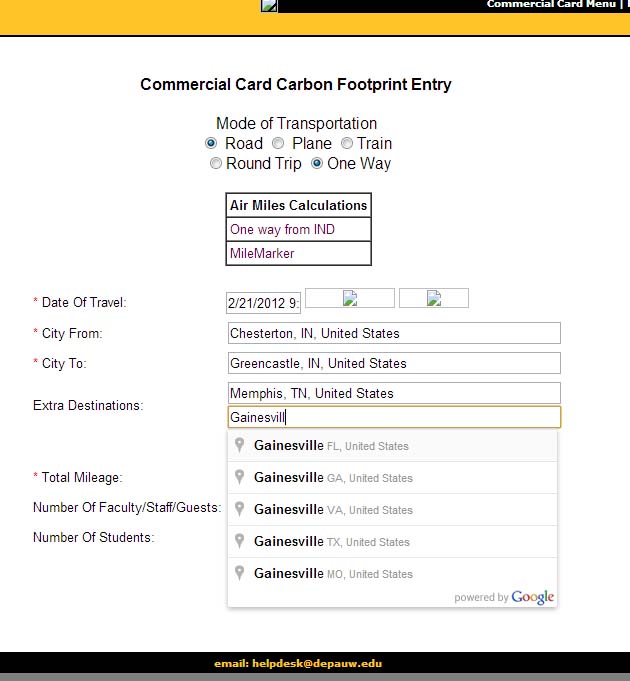 Commercial Card Menu |
Commercial Card Carbon Footprint Entry
Mode of Transportation
Road Plane Train
Round Trip One Way
Air Miles Calculations
One way from IND
MileMarker
* Date Of Travel: 2/21/2012 9:
* City From: Chesterton, IN, United States
* City To: Greencastle, IN, United States
Memphis, TN, United States
Extra Destinations:
Gainesvill
Gainesville FL, United States
* Total Mileage:
Gainesville GA, United States
Number Of Faculty/Staff/Guests:
Gainesville VA, United States
Number Of Students:
Gainesville TX, United States
Gainesville MO, United States
powered by Google
email: helpdesk@depauw.edu